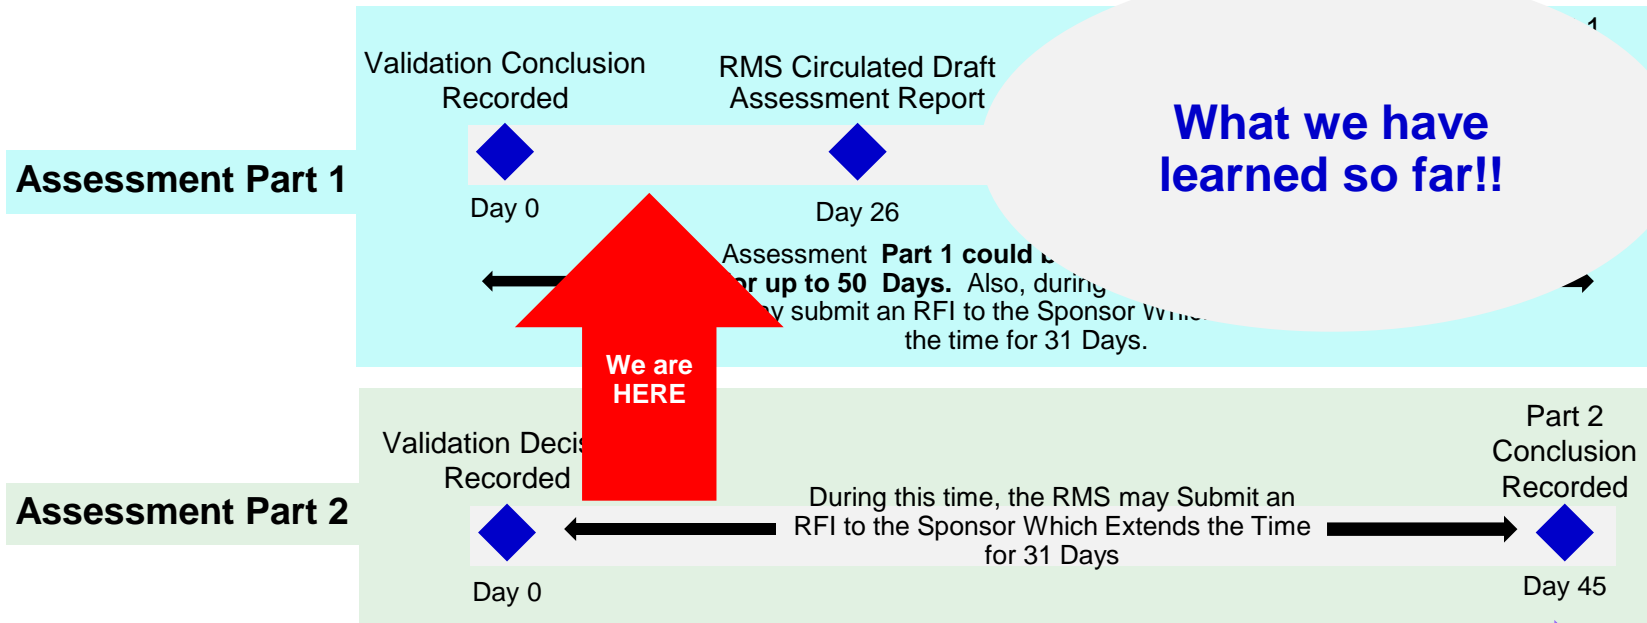 Validation Conclusion
Recorded
RMS Circulated Draft
Assessment Report
1
What we have
learned so far!!
Assessment Part 1
Day 0
Day 26
Assessment Part 1 could
up to 50 Days. Also, during
submit an RFI to the Sponsor
the time for 31 Days.
We are
HERE
Validation
Recorded
Part 2
Conclusion
Recorded
Assessment Part 2
During this time, the RMS may Submit an
RFI to the Sponsor Which Extends the Time
for 31 Days
Day 0
Day 45